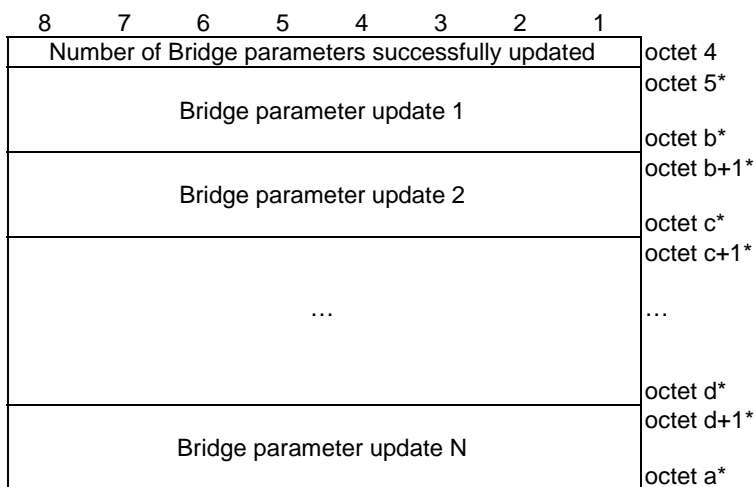 8 7 6 5 4 3 2 1
Number of Bridge parameters successfully updated octet 4
octet 5*
Bridge parameter update 1
octet b*
octet b+1*
Bridge parameter update 2
octet c*
octet c+1*
… …
octet d*
octet d+1*
Bridge parameter update N
octet a*